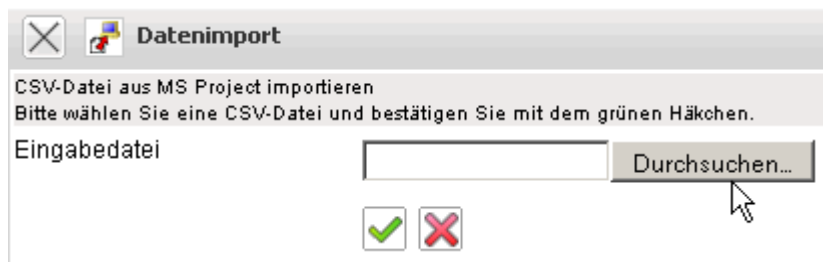 Datenimport
CSV-Datei aus MS Project importieren
Bitte wählen Sie eine CSV-Datei und bestätigen Sie mit dem grünen Häkchen.
Eingabedatei
Durchsuchen...